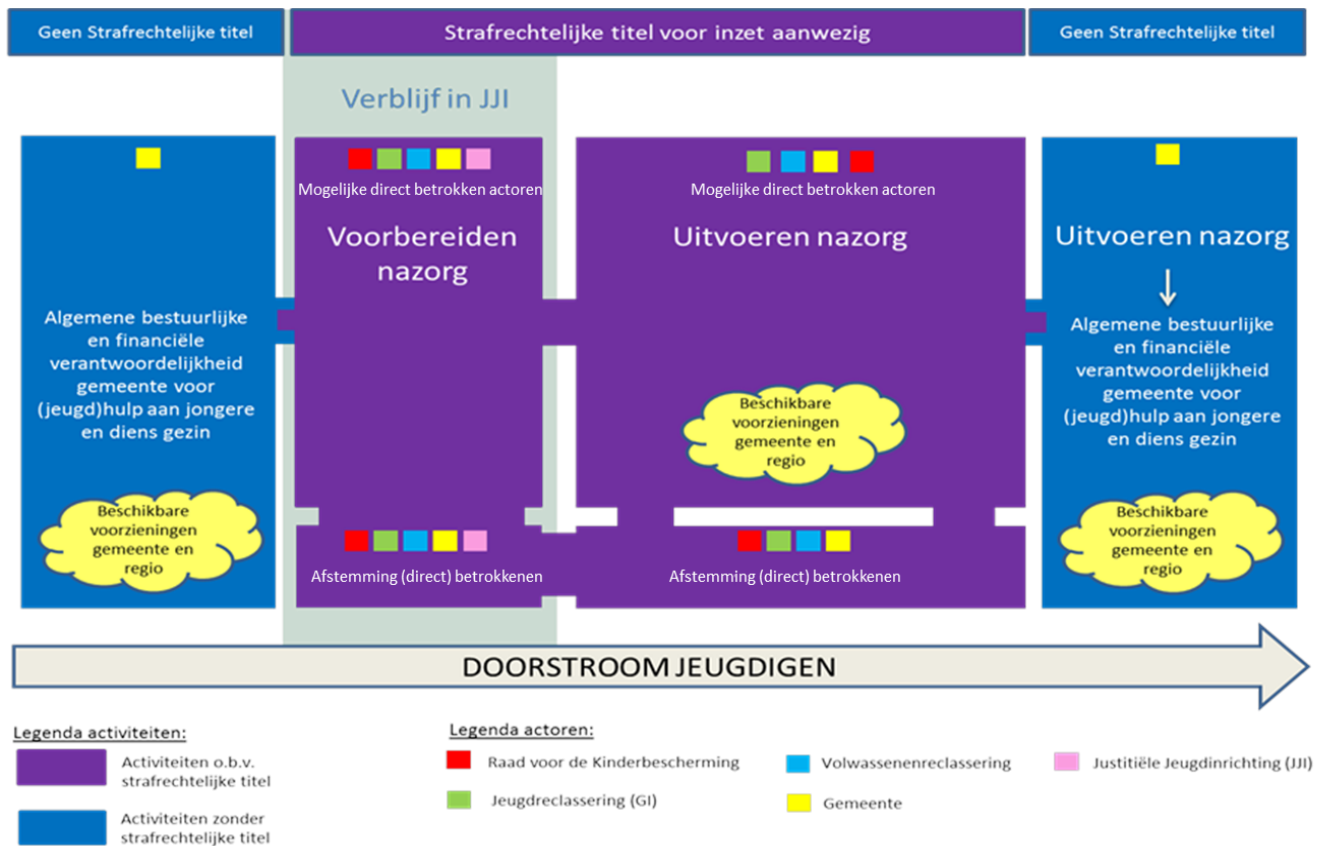 Geen Strafrechtelijke titel
Strafrechtelijke titel voor inzet aanwezig
Geen Strafrechtelijke titel
Verblijf in JJI
Algemene bestuurlijke
en financiële
verantwoordelijkheid
gemeente voor
(jeugd)hulp aan jongere
en diens gezin
Beschikbare
voorzieningen
gemeente en
regio
Mogelijke direct betrokken actoren
Voorbereiden
nazorg
Afstemming (direct) betrokkenen
Mogelijke direct betrokken actoren
Uitvoeren nazorg
Beschikbare
voorzieningen
gemeente en
regio
Afstemming (direct) betrokkenen
Uitvoeren nazorg
Algemene bestuurlijke
en financiële
verantwoordelijkheid
gemeente voor
(jeugd)hulp aan jongere
en diens gezin
Beschikbare
voorzieningen
gemeente en
regio
DOORSTROOM JEUGDIGEN
Legenda activiteiten:
Activiteiten o.b.v.
strafrechtelijke titel
Activiteiten zonder
strafrechtelijke titel
Legenda actoren:
Raad voor de Kinderbescherming
Volwassenenreclassering
Justitiële Jeugdinrichting (JJI)
Jeugdreclassering (GI)
Gemeente